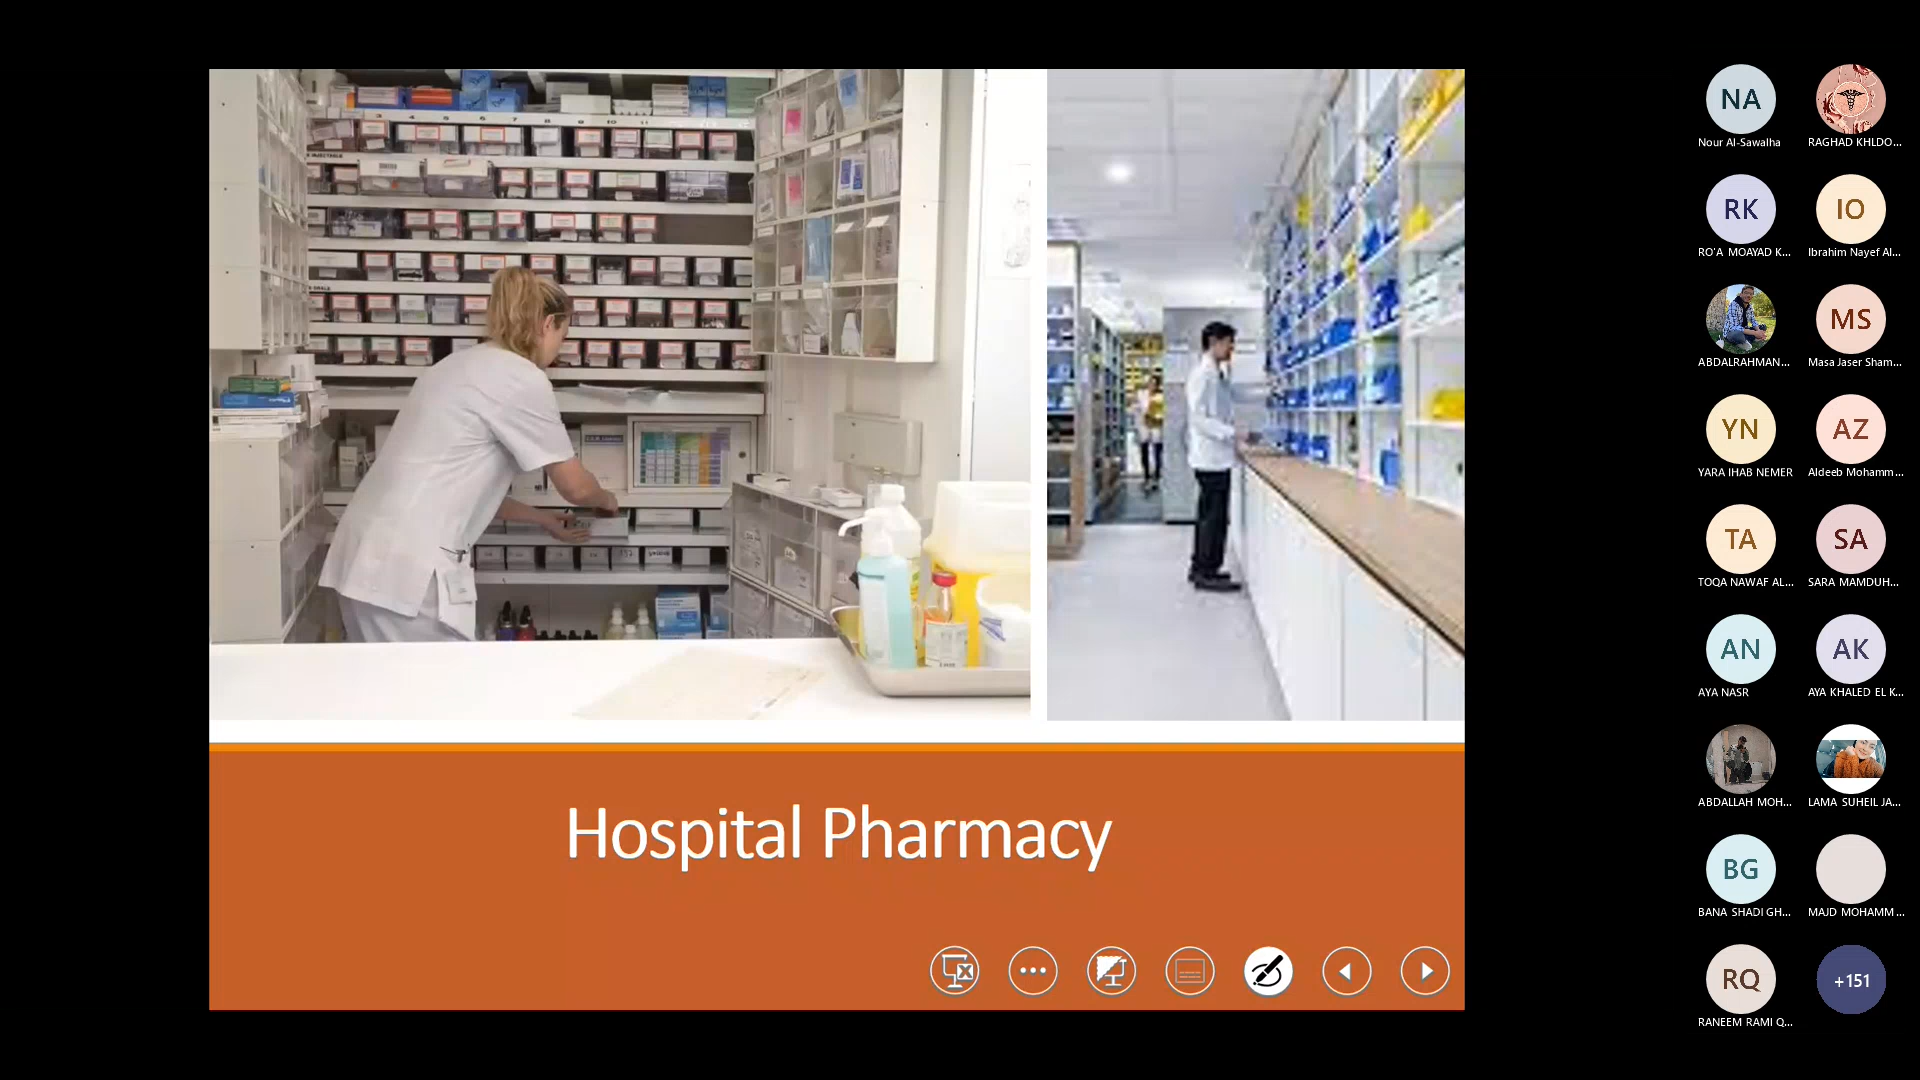 Hospital Pharmacy
NA
Nour Al-Sawalha
RAGHAD KHLDO...
RK
RO'A MOAYAD K...
IO
Ibrahim Nayef Al...
ABDALRAHMAN...
MS
Masa Jaser Sham...
YN
YARA IHAB NEMER
AZ
Aldeeb Mohamm...
TA
TOQA NAWAF AL...
SA
SARA MAMDUH...
AN
AYA NASR
AK
AYA KHALED EL K...
ABDALLAH MOH...
LAMA SUHEIL JA...
BG
BANA SHADI GH...
MAJD MOHAMM...
RQ
RANEEM RAMI Q...
+151